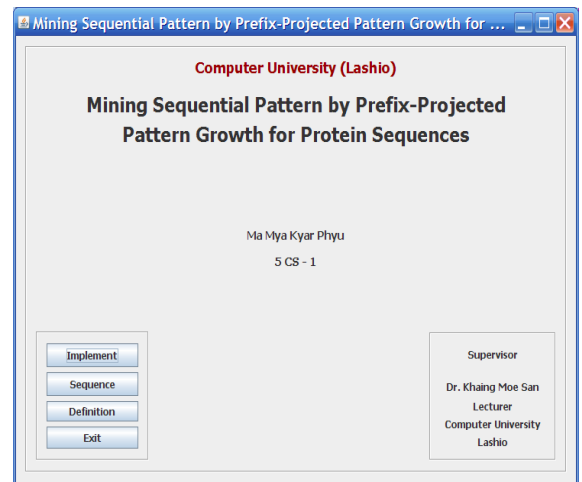 Mining Sequential Pattern by Prefix-Projected Pattern Growth for ...
Computer University (Lashio)
Mining Sequential Pattern by Prefix-Projected
Pattern Growth for Protein Sequences
Ma Mya Kyar Phyu
5 CS - 1
Implement
Sequence
Definition
Exit
Supervisor
Dr. Khaing Moe San
Lecturer
Computer University
Lashio